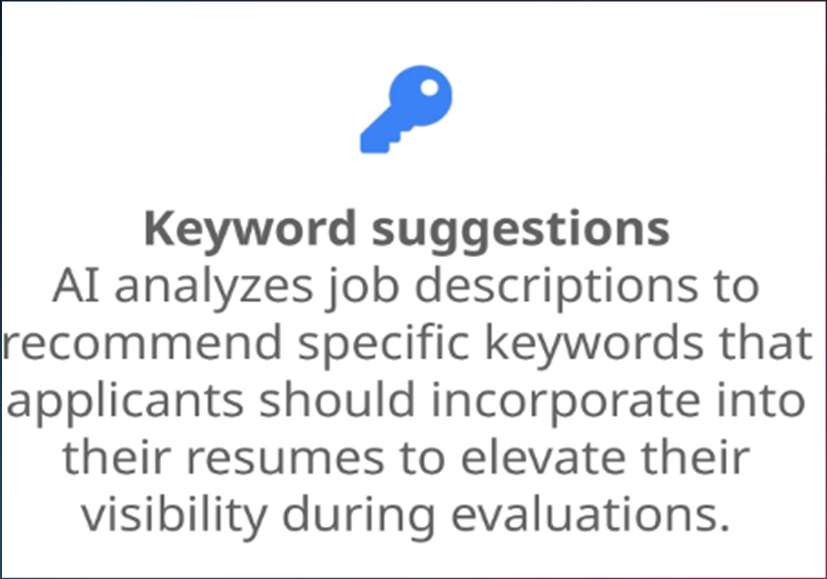 Keyword suggestions
AI analyzes job descriptions to
recommend specific keywords that
applicants should incorporate into
their resumes to elevate their
visibility during evaluations.